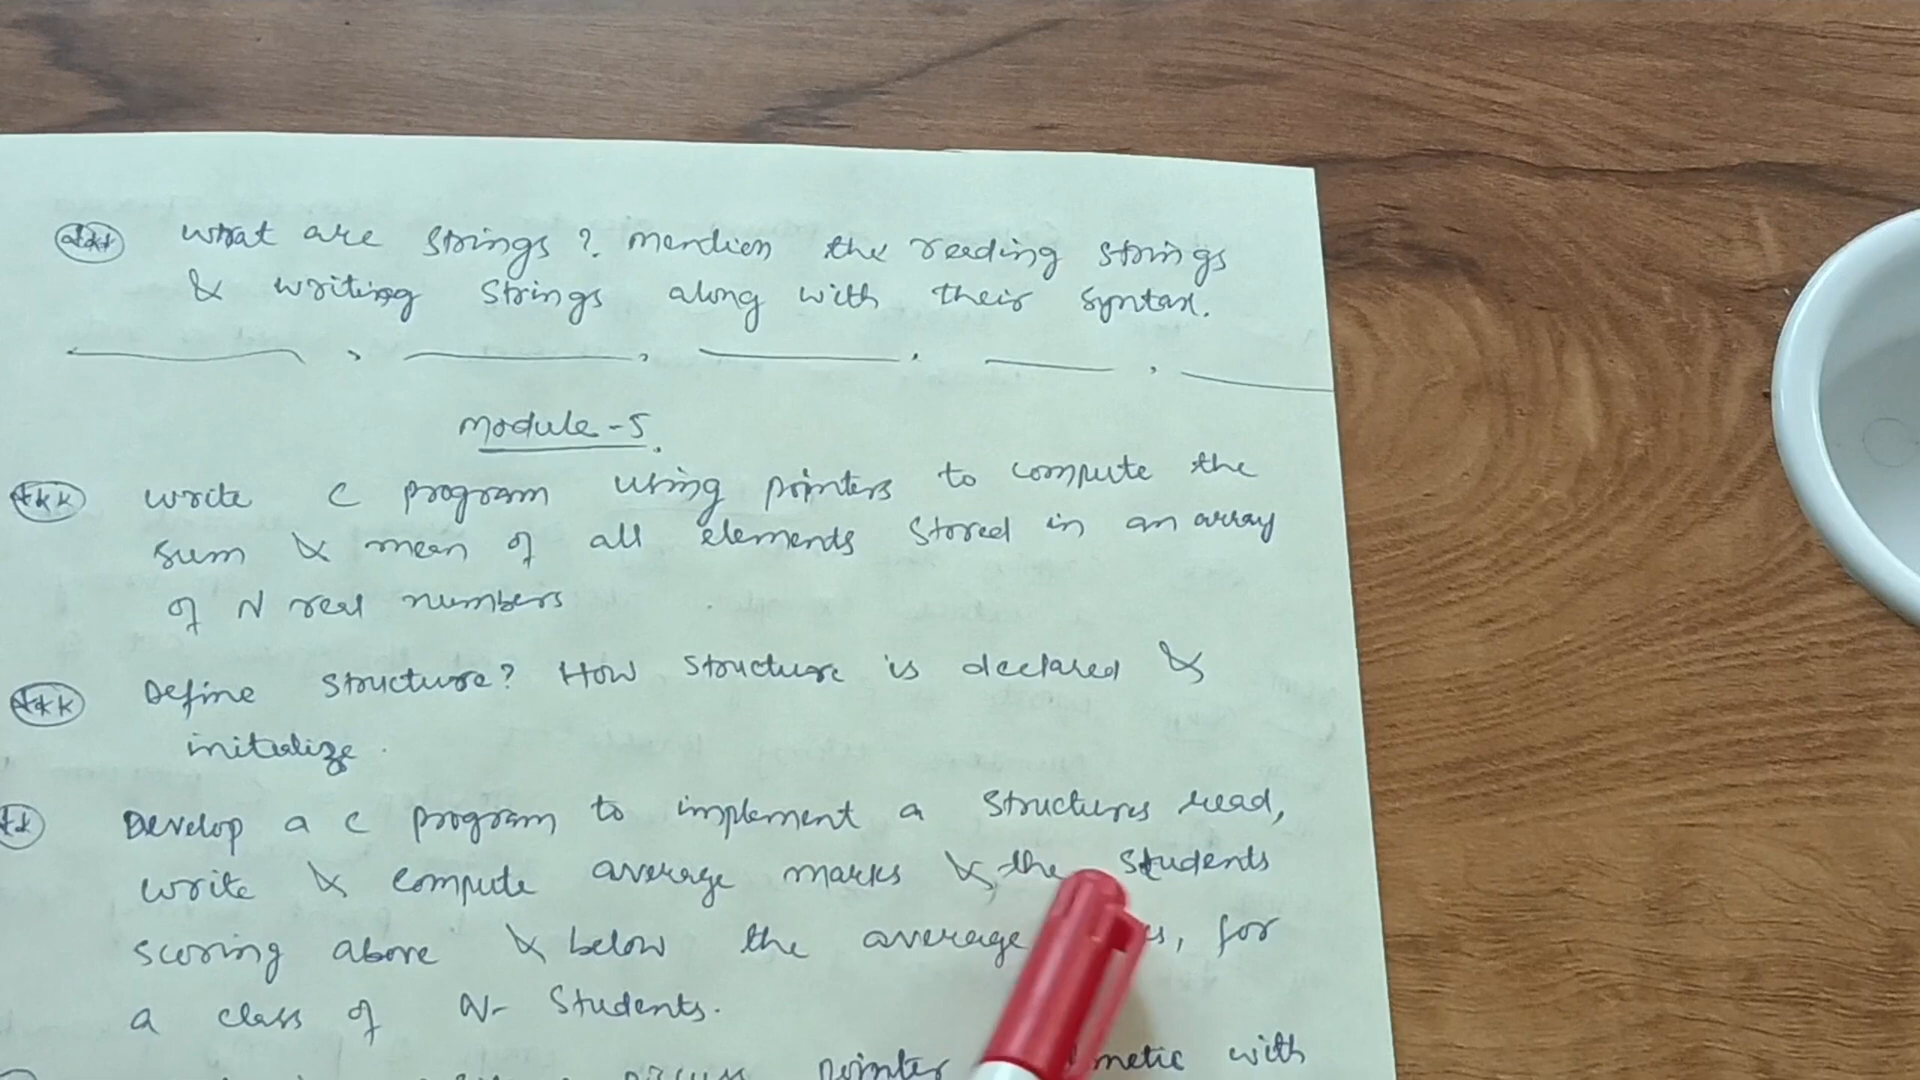 *** what are strings? mention the reading strings
& writing strings along with their syntax.
Module-5.
*** write C program using pointers to compute the
sum & mean of all elements stored in an array
of N real numbers
*** Define structure? How structure is declared &
initialize.
** Develop a C program to implement a structures read,
write & compute average marks & the students
scoring above & below the average for
a class of N- students.
pointer metic with